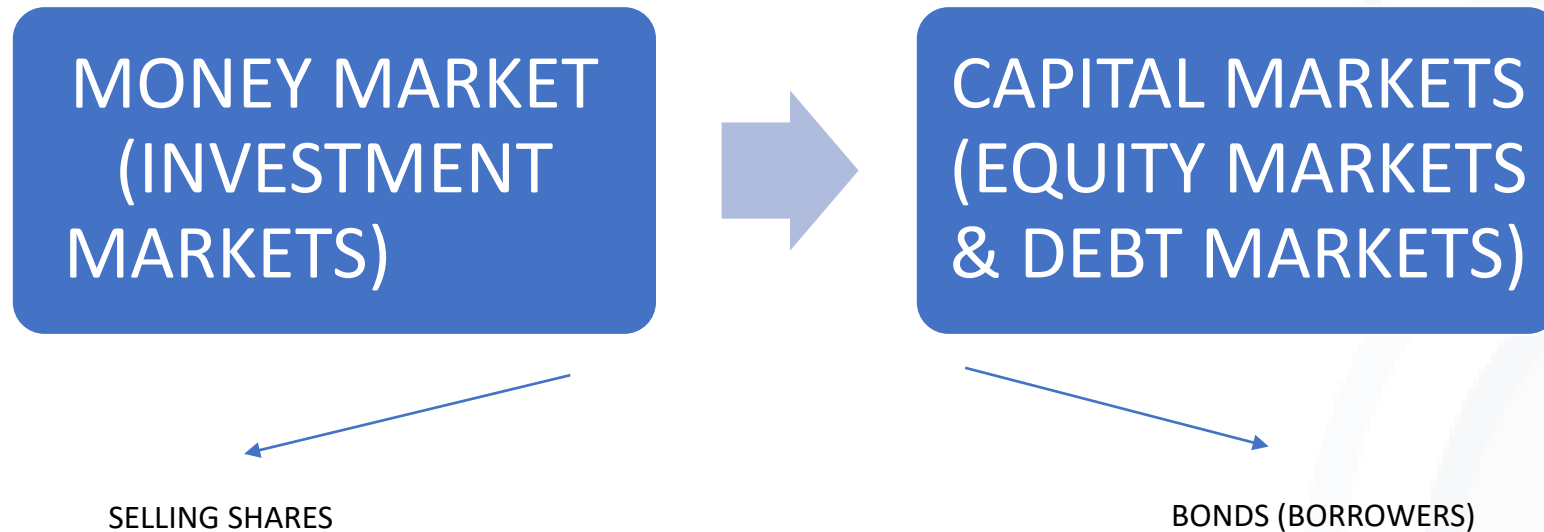 MONEY MARKET
(INVESTMENT
MARKETS)
CAPITAL MARKETS
(EQUITY MARKETS
& DEBT MARKETS)
SELLING SHARES
BONDS (BORROWERS)